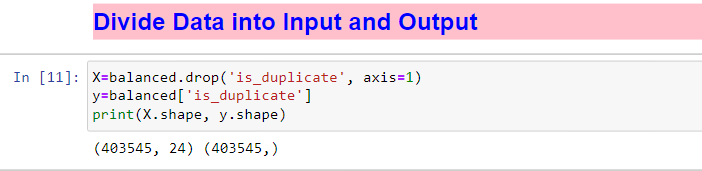 Divide Data into Input and Output
In [11]: X=balanced.drop('is_duplicate', axis=1)
y=balanced['is_duplicate']
print(X.shape, y.shape)
(403545, 24) (403545,)